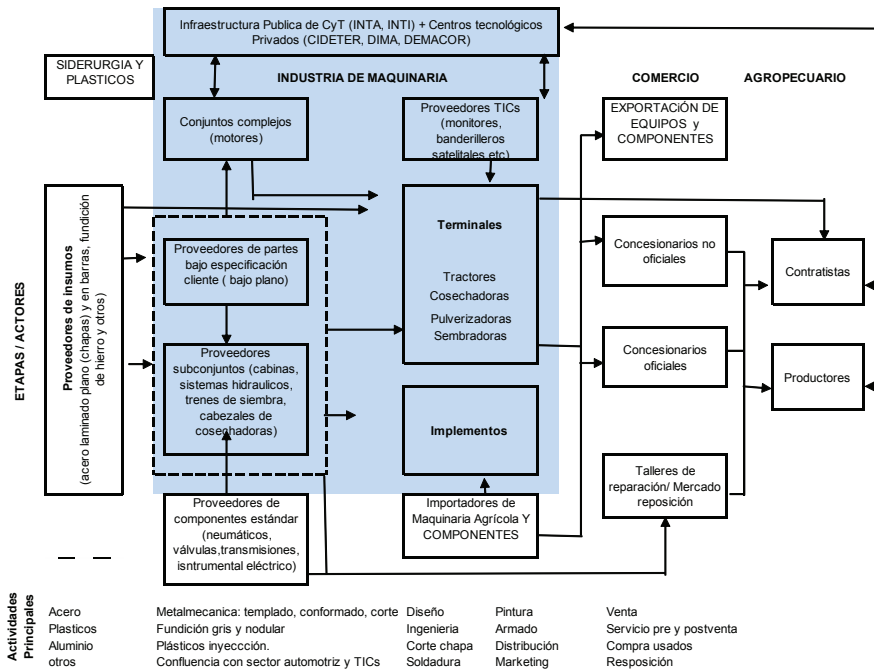 Infraestructura Publica de CyT (INTA, INTI) + Centros tecnológicos
Privados (CIDETER, DIMA, DEMACOR)
SIDERURGIA Y
PLASTICOS
INDUSTRIA DE MAQUINARIA
COMERCIO
AGROPECUARIO
Conjuntos complejos
(motores)
Proveedores TICs
(monitores,
banderilleros
satelitales etc)
EXPORTACIÓN DE
EQUIPOS y
COMPONENTES
ETAPAS / ACTORES
Proveedores de insumos
(acero laminado plano (chapas) y en barras, fundición
de hierro y otros)
Proveedores de partes
bajo especificación
cliente ( bajo plano)
Terminales
Tractores
Cosechadoras
Pulverizadoras
Sembradoras
Concesionarios no
oficiales
Contratistas
Proveedores
subconjuntos (cabinas,
sistemas hidraulicos,
trenes de siembra,
cabezales de
cosechadoras)
Concesionarios
oficiales
Productores
Implementos
Talleres de
reparación/ Mercado
reposición
Proveedores de
componentes estándar
(neumáticos,
válvulas,transmisiones,
isntrumental eléctrico)
Importadores de
Maquinaria Agrícola Y
COMPONENTES
Actividades
Principales
Acero
Plasticos
Aluminio
otros
Metalmecanica: templado, conformado, corte
Fundición gris y nodular
Plásticos inyeccción.
Confluencia con sector automotriz y TICs
Diseño
Ingenieria
Corte chapa
Soldadura
Pintura
Armado
Distribución
Marketing
Venta
Servicio pre y postventa
Compra usados
Resposición